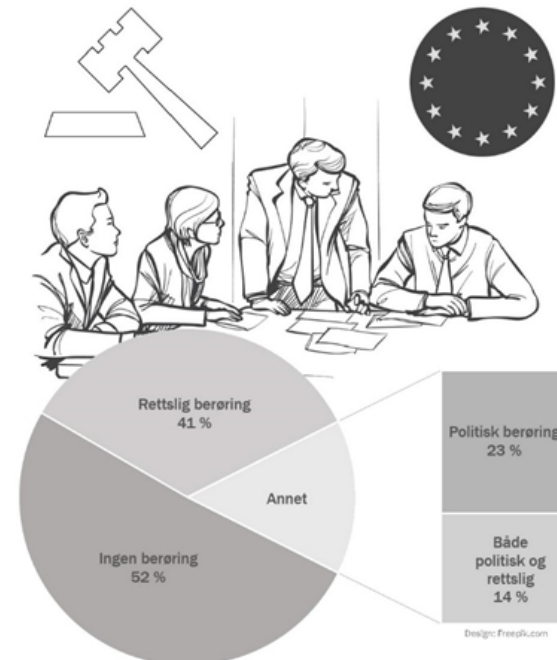 Rettslig berøring
41 %
Politisk berøring
23 %
Annet
Ingen berøring
52 %
Både
politisk og
rettslig
14 %
Design: Freepik.com